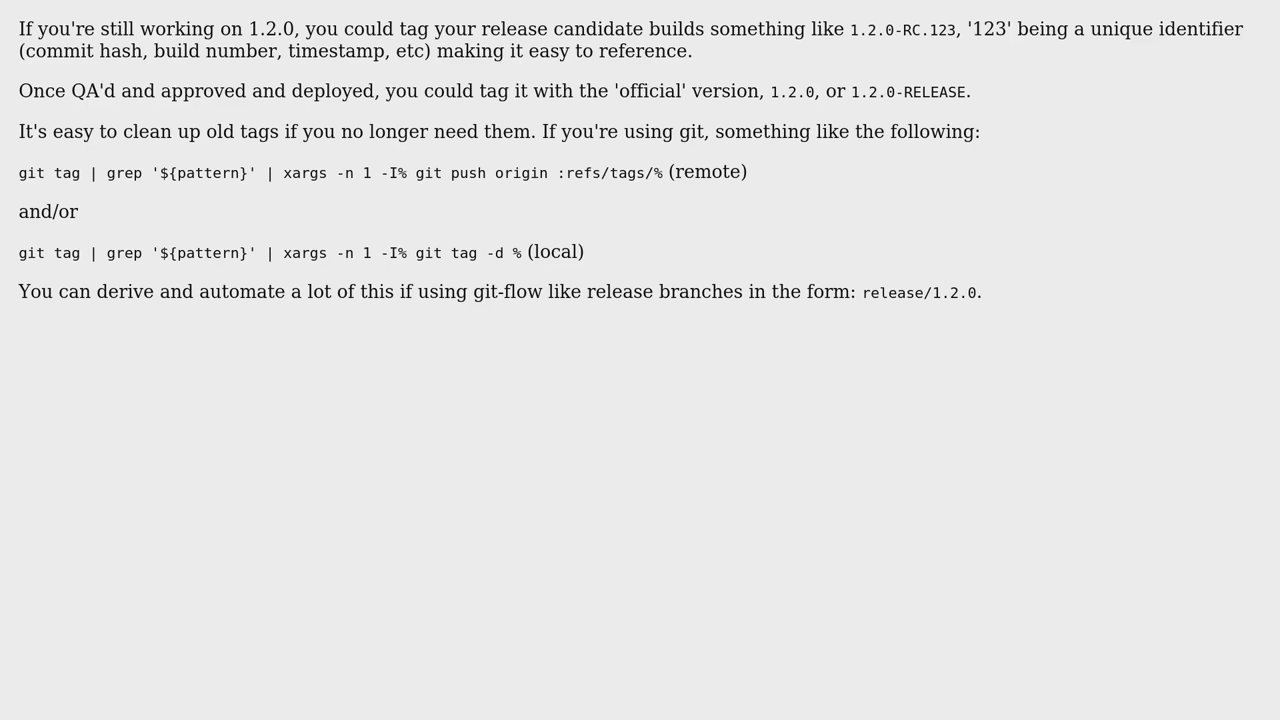 If you're still working on 1.2.0, you could tag your release candidate builds something like 1.2.0-RC.123, '123' being a unique identifier
(commit hash, build number, timestamp, etc) making it easy to reference.
Once QA'd and approved and deployed, you could tag it with the 'official' version, 1.2.0, or 1.2.0-RELEASE.
It's easy to clean up old tags if you no longer need them. If you're using git, something like the following:
git tag | grep '${pattern}' | xargs -n 1 -I% git push origin :refs/tags/% (remote)
and/or
git tag | grep '${pattern}' | xargs -n 1 -I% git tag -d % (local)
You can derive and automate a lot of this if using git-flow like release branches in the form: release/1.2.0.